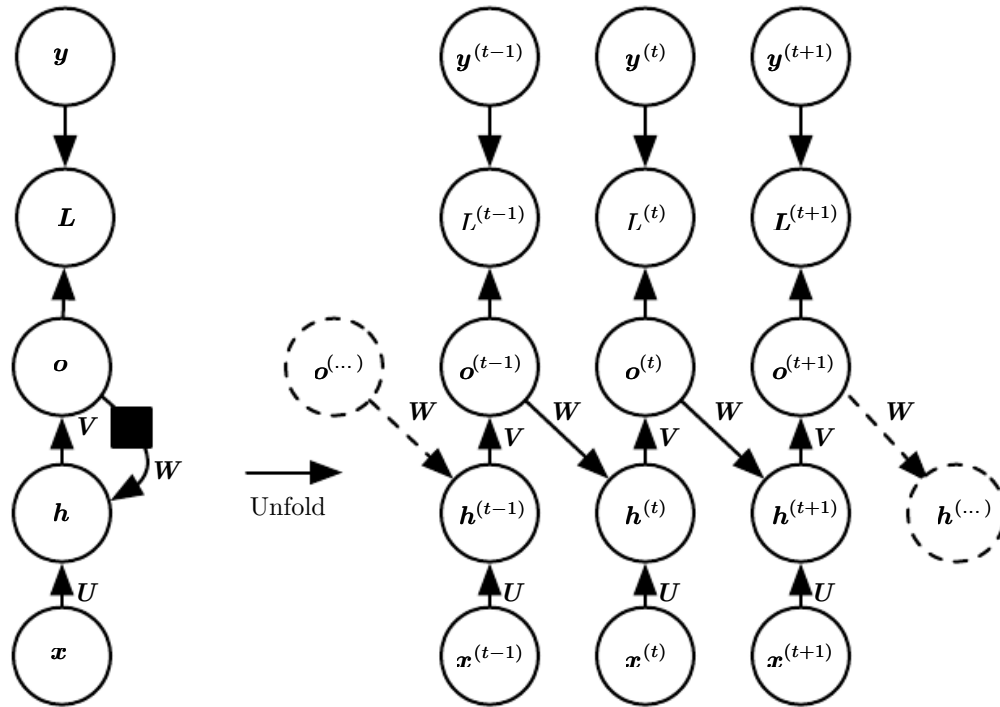 y y^(t−1) y^(t) y^(t+1)
L L^(t−1) L^(t) L^(t+1)
o o^(...) o^(t−1) o^(t) o^(t+1)
V W W W W
V V V
W
h h^(t−1) h^(t) h^(t+1) h^(...)
Unfold
U U U U
x x^(t−1) x^(t) x^(t+1)